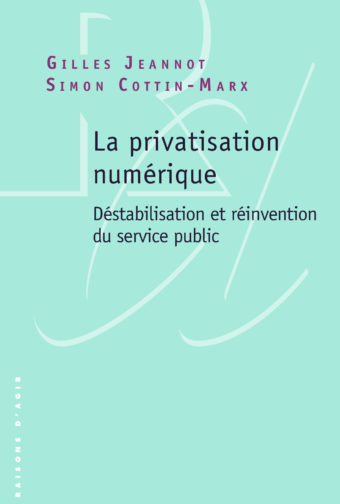 GILLES JEANNOT
SIMON COTTIN-MARX
La privatisation
numérique
Déstabilisation et réinvention
du service public
RAISONS D'AGIR